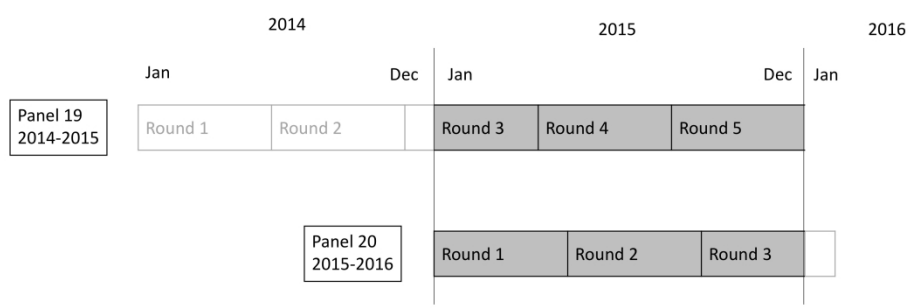 2014
2015
2016
Jan
Dec
Jan
Dec
Jan
Panel 19
2014-2015
Round 1
Round 2
Round 3
Round 4
Round 5
Panel 20
2015-2016
Round 1
Round 2
Round 3